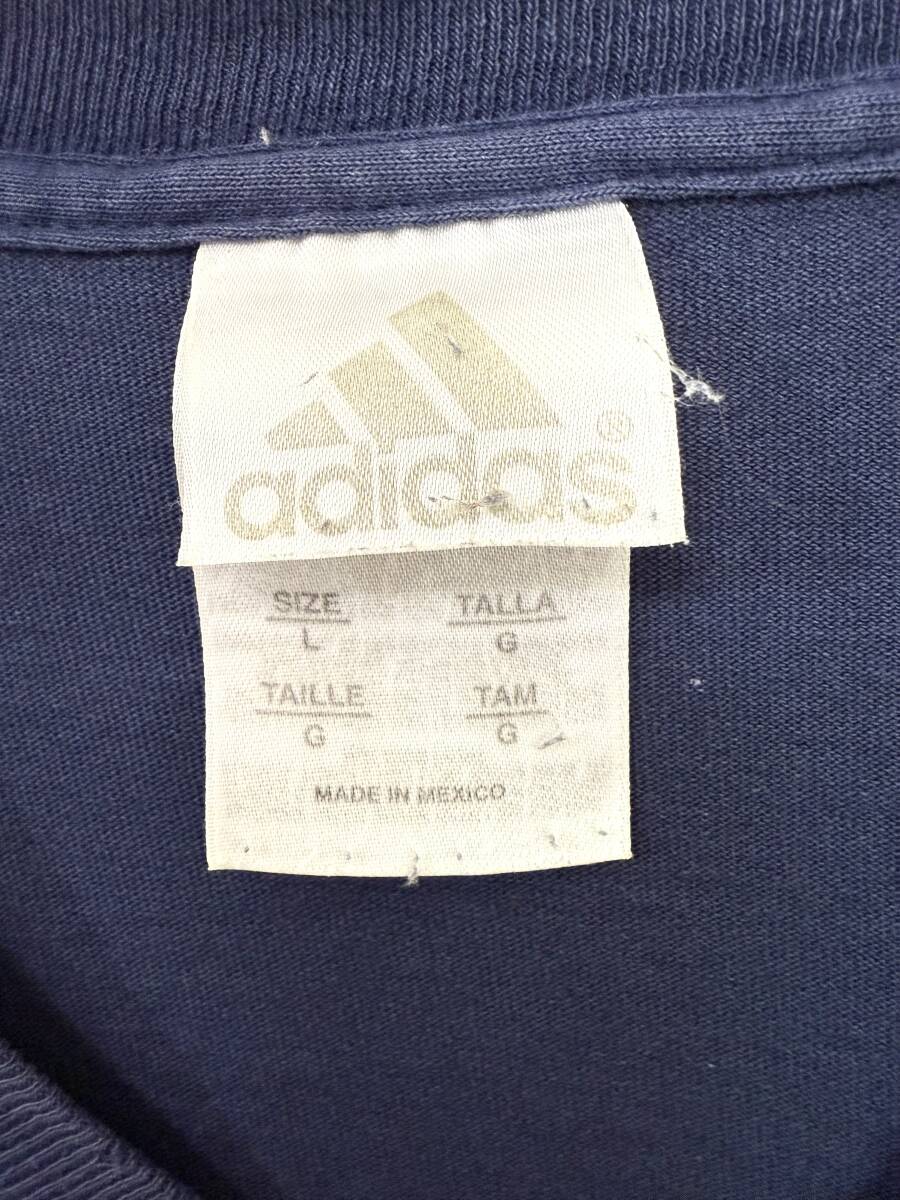 adidas®
SIZE TALLA
L G
TAILLE TAM
G G
MADE IN MEXICO